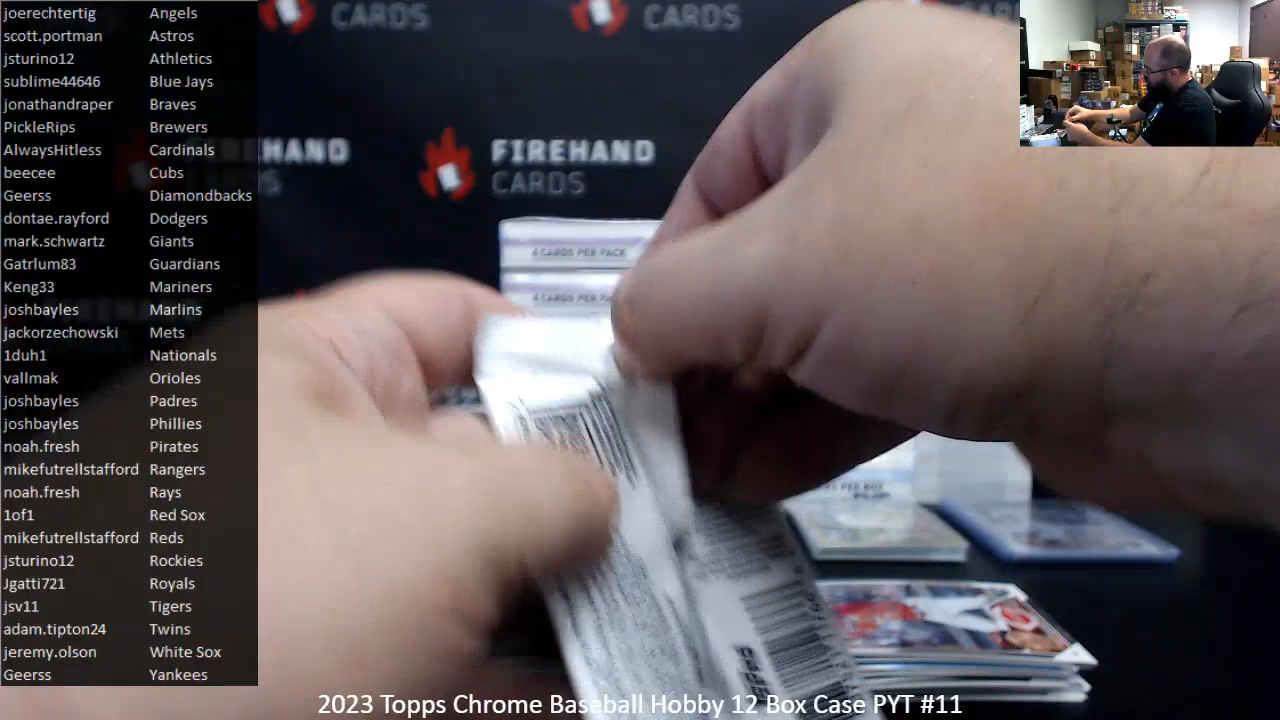 joerechtertig Angels
scott.portman Astros
jsturino12 Athletics
sublime44646 Blue Jays
jonathandraper Braves
PickleRips Brewers
AlwaysHitless Cardinals
beecee Cubs
Geerss Diamondbacks
dontae.rayford Dodgers
mark.schwartz Giants
Gatrlum83 Guardians
Keng33 Mariners
joshbayles Marlins
jackorzechowski Mets
1duh1 Nationals
vallmak Orioles
joshbayles Padres
joshbayles Phillies
noah.fresh Pirates
mikefutrellstafford Rangers
noah.fresh Rays
1of1 Red Sox
mikefutrellstafford Reds
jsturino12 Rockies
Jgatti721 Royals
jsv11 Tigers
adam.tipton24 Twins
jeremy.olson White Sox
Geerss Yankees
CARDS
CARDS
FIREHAND
CARDS
4 CARDS PER PACK
4 CARDS PER
PER BOX
2023 Topps Chrome Baseball Hobby 12 Box Case PYT #11